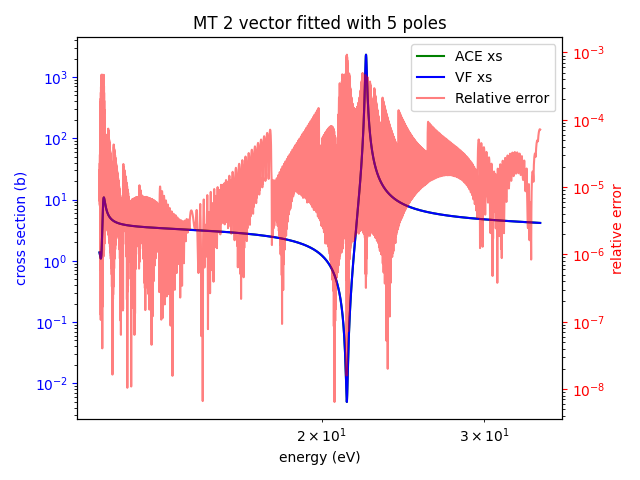 MT 2 vector fitted with 5 poles
ACE xs
VF xs
Relative error
cross section (b)
10³
10²
10¹
10⁰
10⁻¹
10⁻²
10⁻³
10⁻⁴
10⁻⁵
10⁻⁶
10⁻⁷
10⁻⁸
relative error
2 × 10¹
3 × 10¹
energy (eV)